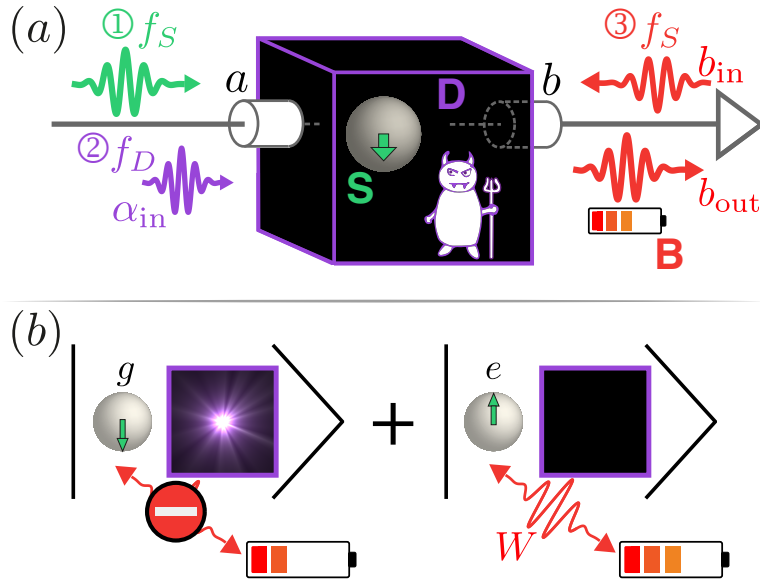 (a)
① f_S
③ f_S
a
D
b
b_in
② f_D
α_in
S
b_out
B
(b)
g
+
e
W